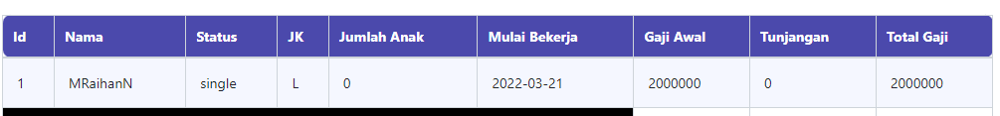 Id Nama Status JK Jumlah Anak Mulai Bekerja Gaji Awal Tunjangan Total Gaji
1 MRaihanN single L 0 2022-03-21 2000000 0 2000000